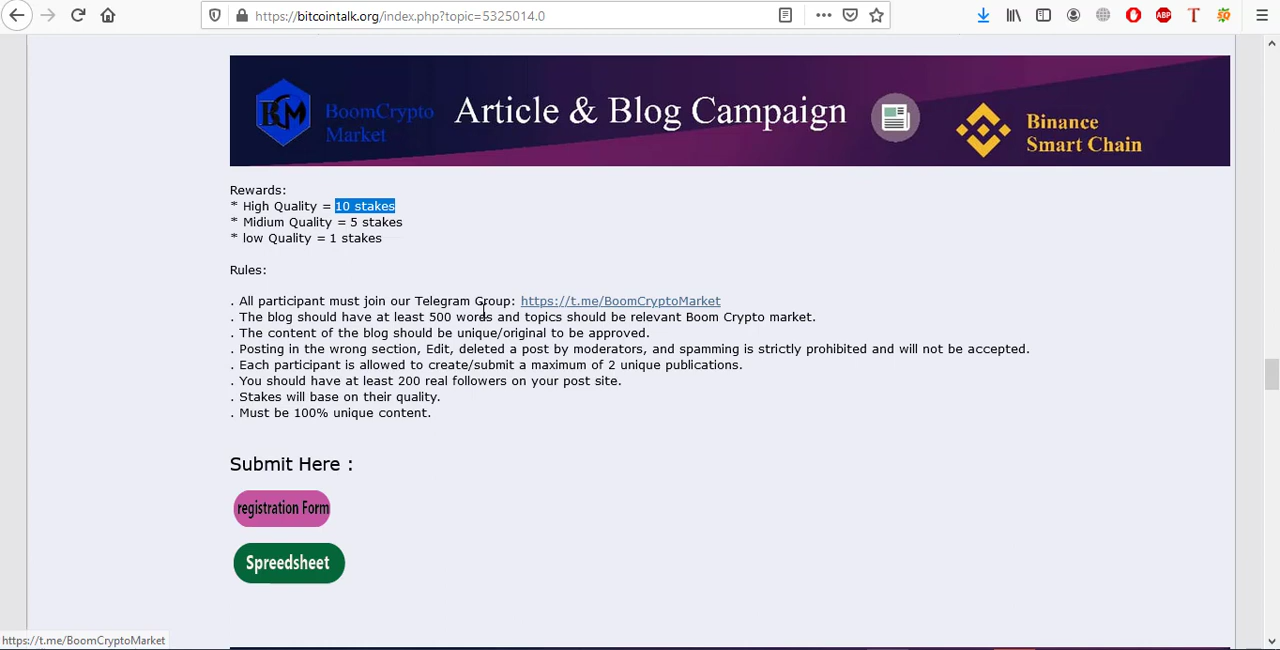 https://bitcointalk.org/index.php?topic=5325014.0
ABP
T
BCM
BoomCrypto
Market
Article & Blog Campaign
Binance
Smart Chain
Rewards:
* High Quality = 10 stakes
* Midium Quality = 5 stakes
* low Quality = 1 stakes
Rules:
. All participant must join our Telegram Group: https://t.me/BoomCryptoMarket
. The blog should have at least 500 words and topics should be relevant Boom Crypto market.
. The content of the blog should be unique/original to be approved.
. Posting in the wrong section, Edit, deleted a post by moderators, and spamming is strictly prohibited and will not be accepted.
. Each participant is allowed to create/submit a maximum of 2 unique publications.
. You should have at least 200 real followers on your post site.
. Stakes will base on their quality.
. Must be 100% unique content.
Submit Here :
registration Form
Spreedsheet
https://t.me/BoomCryptoMarket